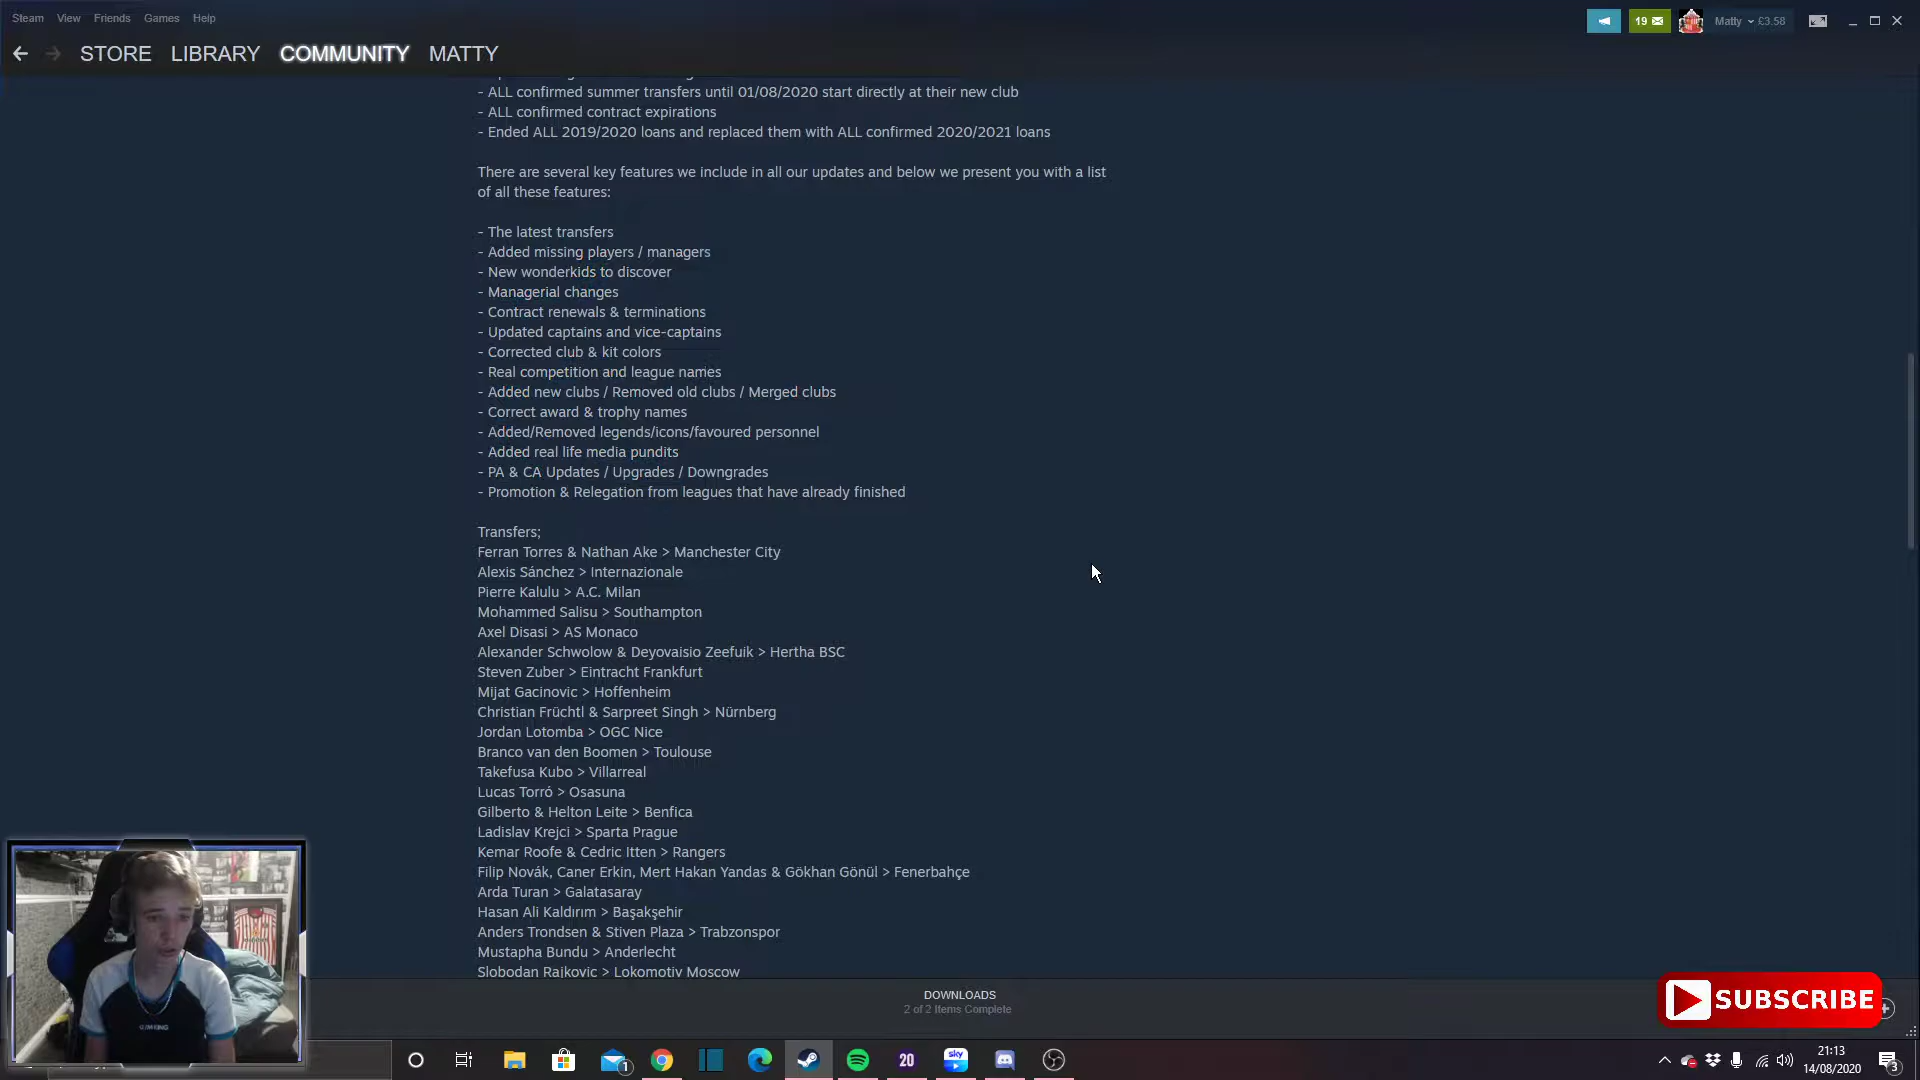 Steam View Friends Games Help
19 Matty £3.58
STORE LIBRARY COMMUNITY MATTY
- ALL confirmed summer transfers until 01/08/2020 start directly at their new club
- ALL confirmed contract expirations
- Ended ALL 2019/2020 loans and replaced them with ALL confirmed 2020/2021 loans
There are several key features we include in all our updates and below we present you with a list
of all these features:
- The latest transfers
- Added missing players / managers
- New wonderkids to discover
- Managerial changes
- Contract renewals & terminations
- Updated captains and vice-captains
- Corrected club & kit colors
- Real competition and league names
- Added new clubs / Removed old clubs / Merged clubs
- Correct award & trophy names
- Added/Removed legends/icons/favoured personnel
- Added real life media pundits
- PA & CA Updates / Upgrades / Downgrades
- Promotion & Relegation from leagues that have already finished
Transfers;
Ferran Torres & Nathan Ake > Manchester City
Alexis Sánchez > Internazionale
Pierre Kalulu > A.C. Milan
Mohammed Salisu > Southampton
Axel Disasi > AS Monaco
Alexander Schwolow & Deyovaisio Zeefuik > Hertha BSC
Steven Zuber > Eintracht Frankfurt
Mijat Gacinovic > Hoffenheim
Christian Früchtl & Sarpreet Singh > Nürnberg
Jordan Lotomba > OGC Nice
Branco van den Boomen > Toulouse
Takefusa Kubo > Villarreal
Lucas Torró > Osasuna
Gilberto & Helton Leite > Benfica
Ladislav Krejci > Sparta Prague
Kemar Roofe & Cedric Itten > Rangers
Filip Novák, Caner Erkin, Mert Hakan Yandas & Gökhan Gönül > Fenerbahçe
Arda Turan > Galatasaray
Hasan Ali Kaldırım > Başakşehir
Anders Trondsen & Stiven Plaza > Trabzonspor
Mustapha Bundu > Anderlecht
Slobodan Rajkovic > Lokomotiv Moscow
DOWNLOADS
2 of 2 Items Complete
SUBSCRIBE
1
20
sky
21:13
14/08/2020
3